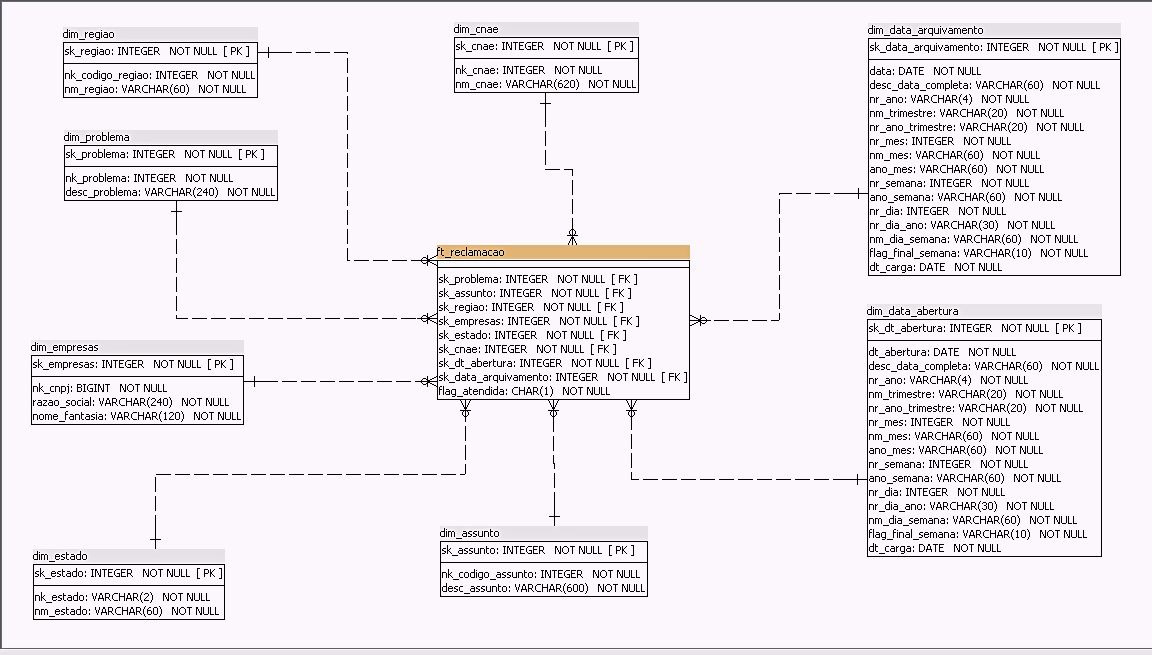 dim_regiao
sk_regiao: INTEGER NOT NULL [ PK ]
nk_codigo_regiao: INTEGER NOT NULL
nm_regiao: VARCHAR(60) NOT NULL
dim_cnae
sk_cnae: INTEGER NOT NULL [ PK ]
nk_cnae: INTEGER NOT NULL
nm_cnae: VARCHAR(620) NOT NULL
dim_data_arquivamento
sk_data_arquivamento: INTEGER NOT NULL [ PK ]
data: DATE NOT NULL
desc_data_completa: VARCHAR(60) NOT NULL
nr_ano: VARCHAR(4) NOT NULL
nm_trimestre: VARCHAR(20) NOT NULL
nr_ano_trimestre: VARCHAR(20) NOT NULL
nr_mes: INTEGER NOT NULL
nm_mes: VARCHAR(60) NOT NULL
ano_mes: VARCHAR(60) NOT NULL
nr_semana: INTEGER NOT NULL
ano_semana: VARCHAR(60) NOT NULL
nr_dia: INTEGER NOT NULL
nr_dia_ano: VARCHAR(30) NOT NULL
nm_dia_semana: VARCHAR(60) NOT NULL
flag_final_semana: VARCHAR(10) NOT NULL
dt_carga: DATE NOT NULL
dim_problema
sk_problema: INTEGER NOT NULL [ PK ]
nk_problema: INTEGER NOT NULL
desc_problema: VARCHAR(240) NOT NULL
ft_reclamacao
sk_problema: INTEGER NOT NULL [ FK ]
sk_assunto: INTEGER NOT NULL [ FK ]
sk_regiao: INTEGER NOT NULL [ FK ]
sk_empresas: INTEGER NOT NULL [ FK ]
sk_estado: INTEGER NOT NULL [ FK ]
sk_cnae: INTEGER NOT NULL [ FK ]
sk_dt_abertura: INTEGER NOT NULL [ FK ]
sk_data_arquivamento: INTEGER NOT NULL [ FK ]
flag_atendida: CHAR(1) NOT NULL
dim_data_abertura
sk_dt_abertura: INTEGER NOT NULL [ PK ]
dt_abertura: DATE NOT NULL
desc_data_completa: VARCHAR(60) NOT NULL
nr_ano: VARCHAR(4) NOT NULL
nm_trimestre: VARCHAR(20) NOT NULL
nr_ano_trimestre: VARCHAR(20) NOT NULL
nr_mes: INTEGER NOT NULL
nm_mes: VARCHAR(60) NOT NULL
ano_mes: VARCHAR(60) NOT NULL
nr_semana: INTEGER NOT NULL
ano_semana: VARCHAR(60) NOT NULL
nr_dia: INTEGER NOT NULL
nr_dia_ano: VARCHAR(30) NOT NULL
nm_dia_semana: VARCHAR(60) NOT NULL
flag_final_semana: VARCHAR(10) NOT NULL
dt_carga: DATE NOT NULL
dim_empresas
sk_empresas: INTEGER NOT NULL [ PK ]
nk_cnpj: BIGINT NOT NULL
razao_social: VARCHAR(240) NOT NULL
nome_fantasia: VARCHAR(120) NOT NULL
dim_assunto
sk_assunto: INTEGER NOT NULL [ PK ]
nk_codigo_assunto: INTEGER NOT NULL
desc_assunto: VARCHAR(600) NOT NULL
dim_estado
sk_estado: INTEGER NOT NULL [ PK ]
nk_estado: VARCHAR(2) NOT NULL
nm_estado: VARCHAR(60) NOT NULL